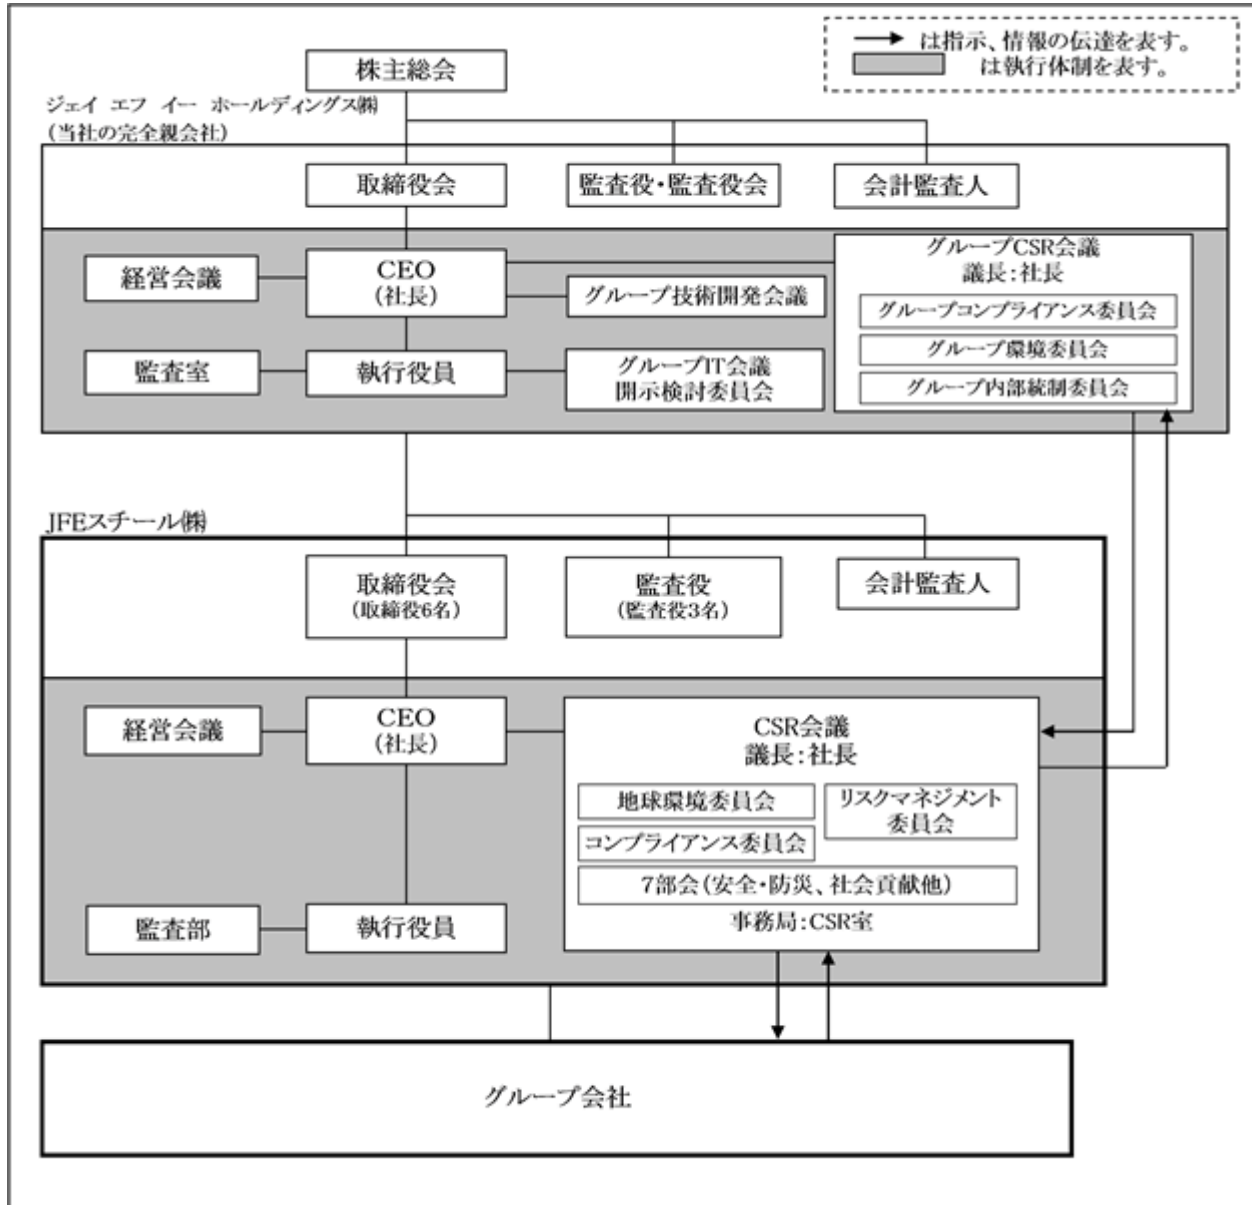 は指示、情報の伝達を表す。
は執行体制を表す。
株主総会
ジェイ エフ イー ホールディングス㈱
(当社の完全親会社)
取締役会
監査役・監査役会
会計監査人
経営会議
CEO
(社長)
グループ技術開発会議
グループCSR会議
議長:社長
グループコンプライアンス委員会
グループ環境委員会
グループ内部統制委員会
監査室
執行役員
グループIT会議
開示検討委員会
JFEスチール㈱
取締役会
(取締役6名)
監査役
(監査役3名)
会計監査人
経営会議
CEO
(社長)
CSR会議
議長:社長
地球環境委員会
リスクマネジメント
委員会
コンプライアンス委員会
7部会(安全・防災、社会貢献他)
事務局:CSR室
監査部
執行役員
グループ会社